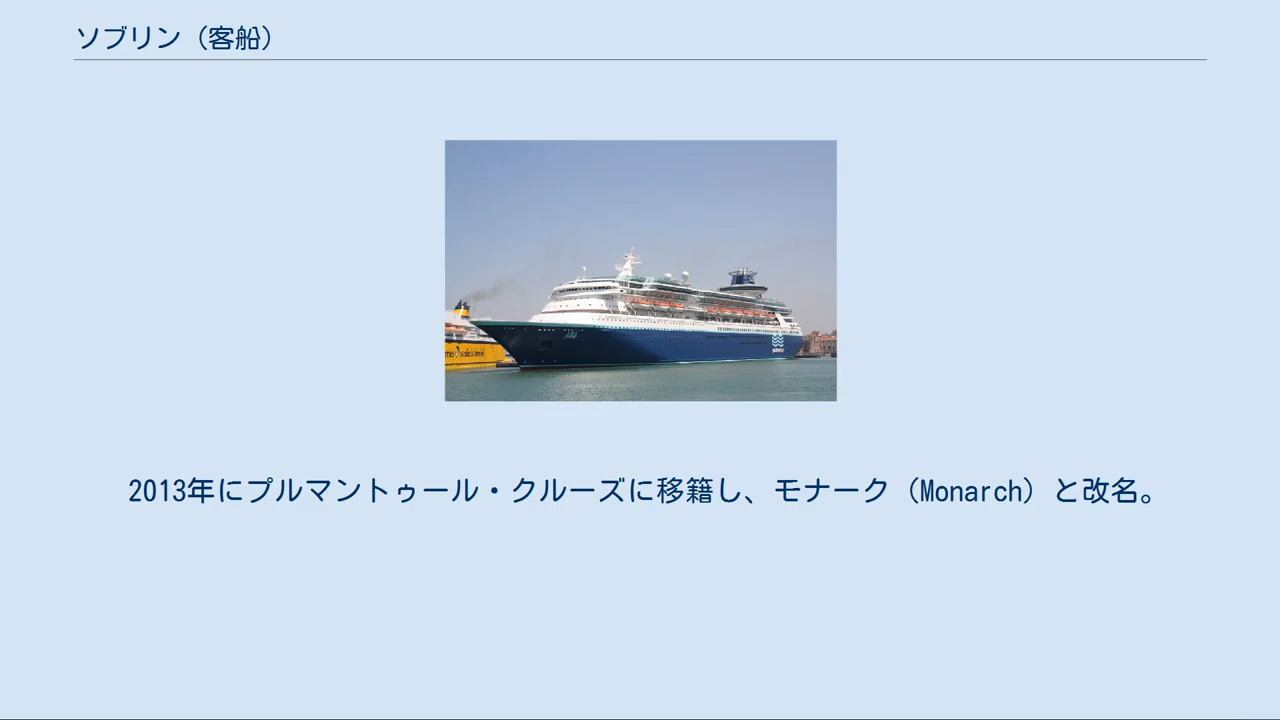 ソブリン（客船）
2013年にプルマントゥール・クルーズに移籍し、モナーク（Monarch）と改名。